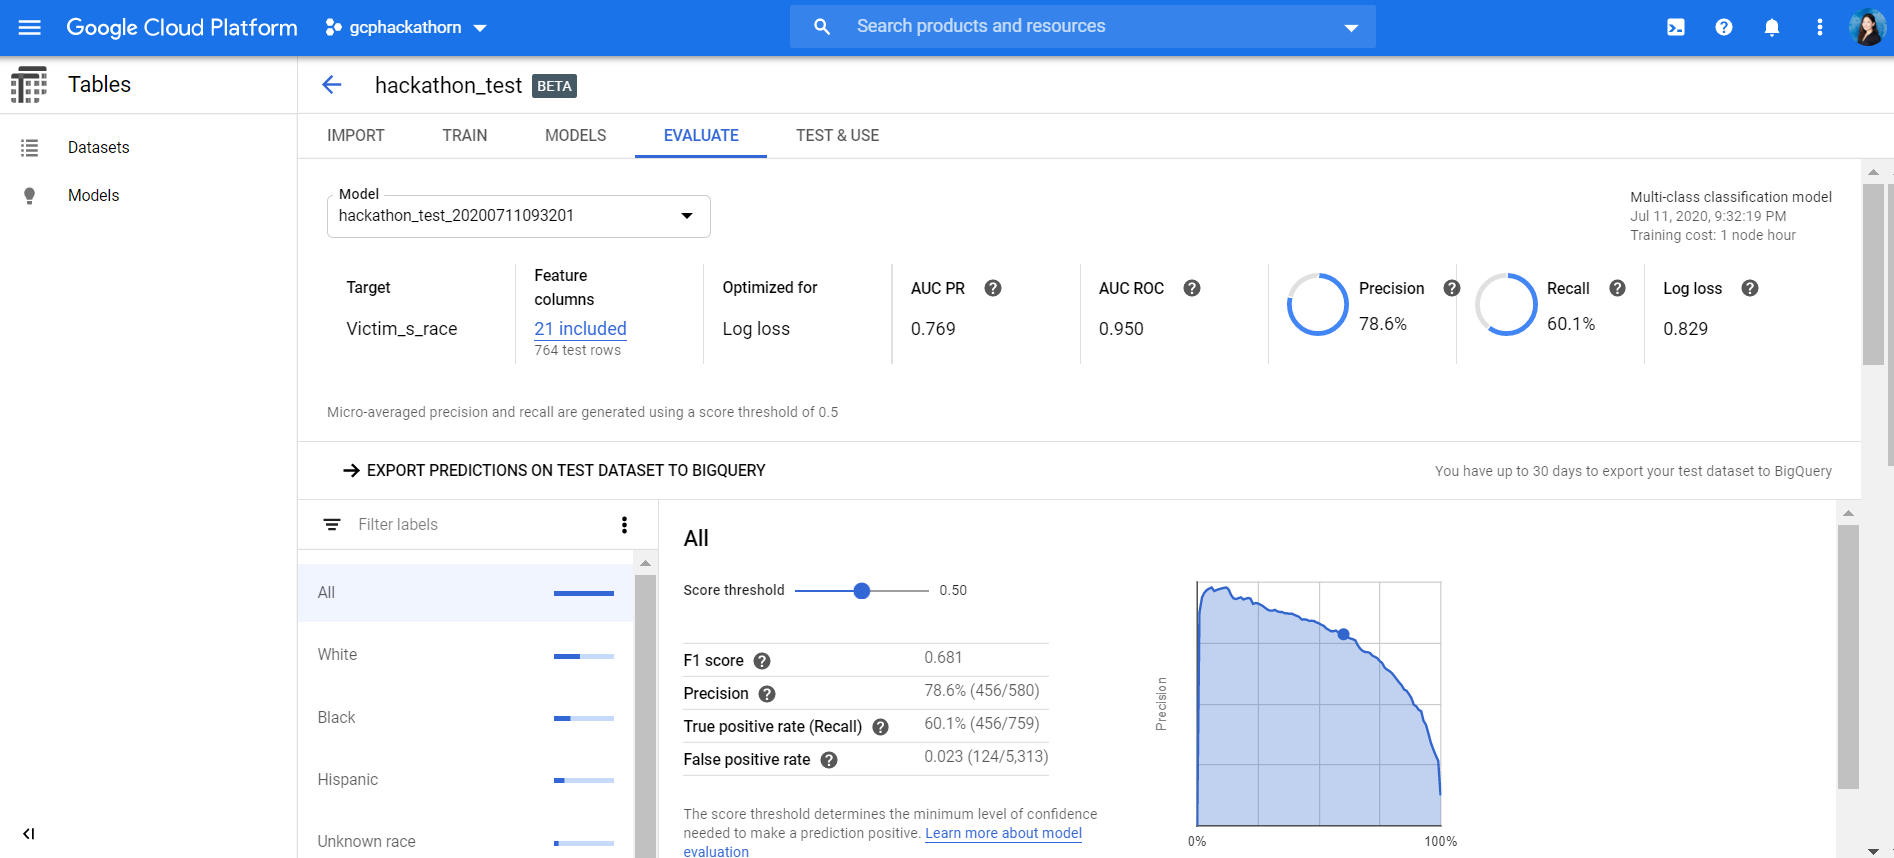 Google Cloud Platform
gcphackathorn
Search products and resources
Tables
hackathon_test BETA
Datasets
Models
IMPORT
TRAIN
MODELS
EVALUATE
TEST & USE
Model
hackathon_test_20200711093201
Multi-class classification model
Jul 11, 2020, 9:32:19 PM
Training cost: 1 node hour
Target
Victim_s_race
Feature
columns
21 included
764 test rows
Optimized for
Log loss
AUC PR
0.769
AUC ROC
0.950
Precision
78.6%
Recall
60.1%
Log loss
0.829
Micro-averaged precision and recall are generated using a score threshold of 0.5
EXPORT PREDICTIONS ON TEST DATASET TO BIGQUERY
You have up to 30 days to export your test dataset to BigQuery
Filter labels
All
White
Black
Hispanic
Unknown race
All
Score threshold
0.50
F1 score
0.681
Precision
78.6% (456/580)
True positive rate (Recall)
60.1% (456/759)
False positive rate
0.023 (124/5,313)
The score threshold determines the minimum level of confidence
needed to make a prediction positive. Learn more about model
evaluation
Precision
0%
100%